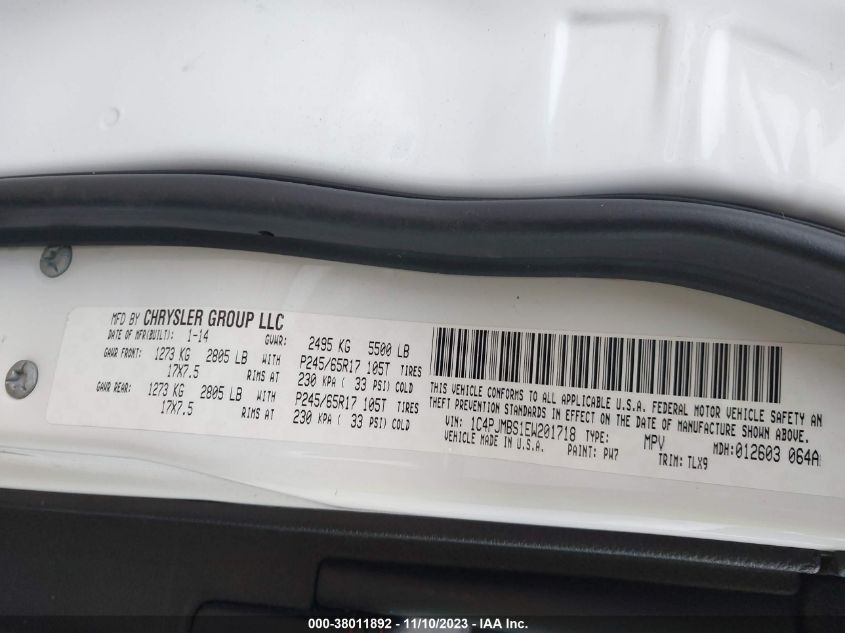 MFD BY CHRYSLER GROUP LLC
DATE OF MFR(BUILT): 1-14 GVWR: 2495 KG 5500 LB
GAWR FRONT: 1273 KG 2805 LB WITH P245/65R17 105T TIRES
17X7.5 RIMS AT 230 KPA ( 33 PSI) COLD
GAWR REAR: 1273 KG 2805 LB WITH P245/65R17 105T TIRES
17X7.5 RIMS AT 230 KPA ( 33 PSI) COLD
THIS VEHICLE CONFORMS TO ALL APPLICABLE U.S.A. FEDERAL MOTOR VEHICLE SAFETY AN
THEFT PREVENTION STANDARDS IN EFFECT ON THE DATE OF MANUFACTURE SHOWN ABOVE.
VIN: 1C4PJMBS1EW201718 TYPE: MPV MDH:012603 064A
VEHICLE MADE IN U.S.A. PAINT: PW7 TRIM: TLX9
000-38011892 - 11/10/2023 - IAA Inc.